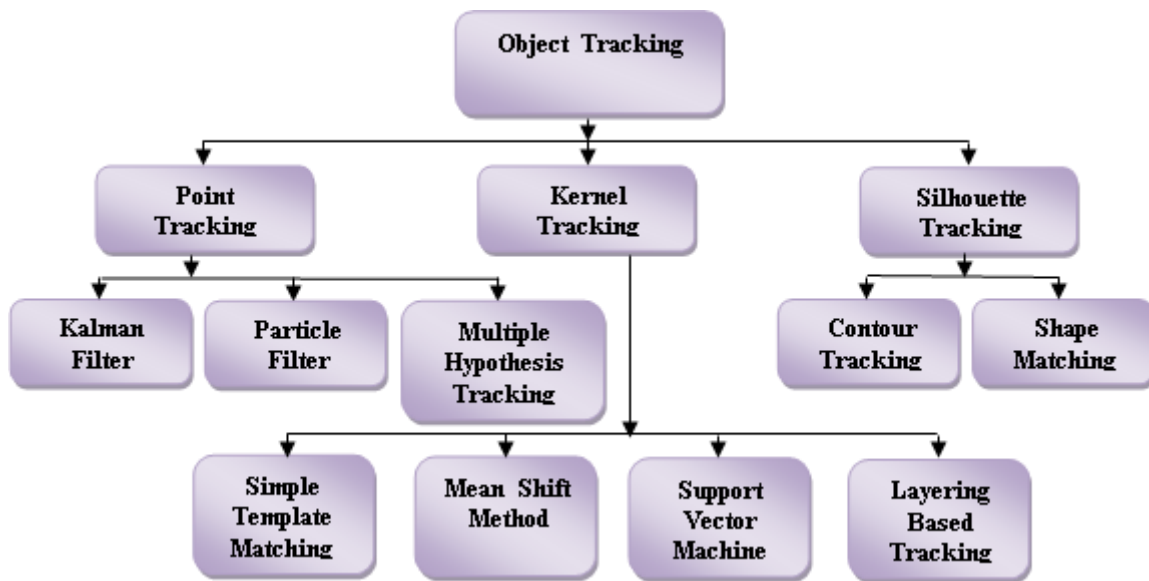 Object Tracking
Point
Tracking
Kernel
Tracking
Silhouette
Tracking
Kalman
Filter
Particle
Filter
Multiple
Hypothesis
Tracking
Contour
Tracking
Shape
Matching
Simple
Template
Matching
Mean Shift
Method
Support
Vector
Machine
Layering
Based
Tracking